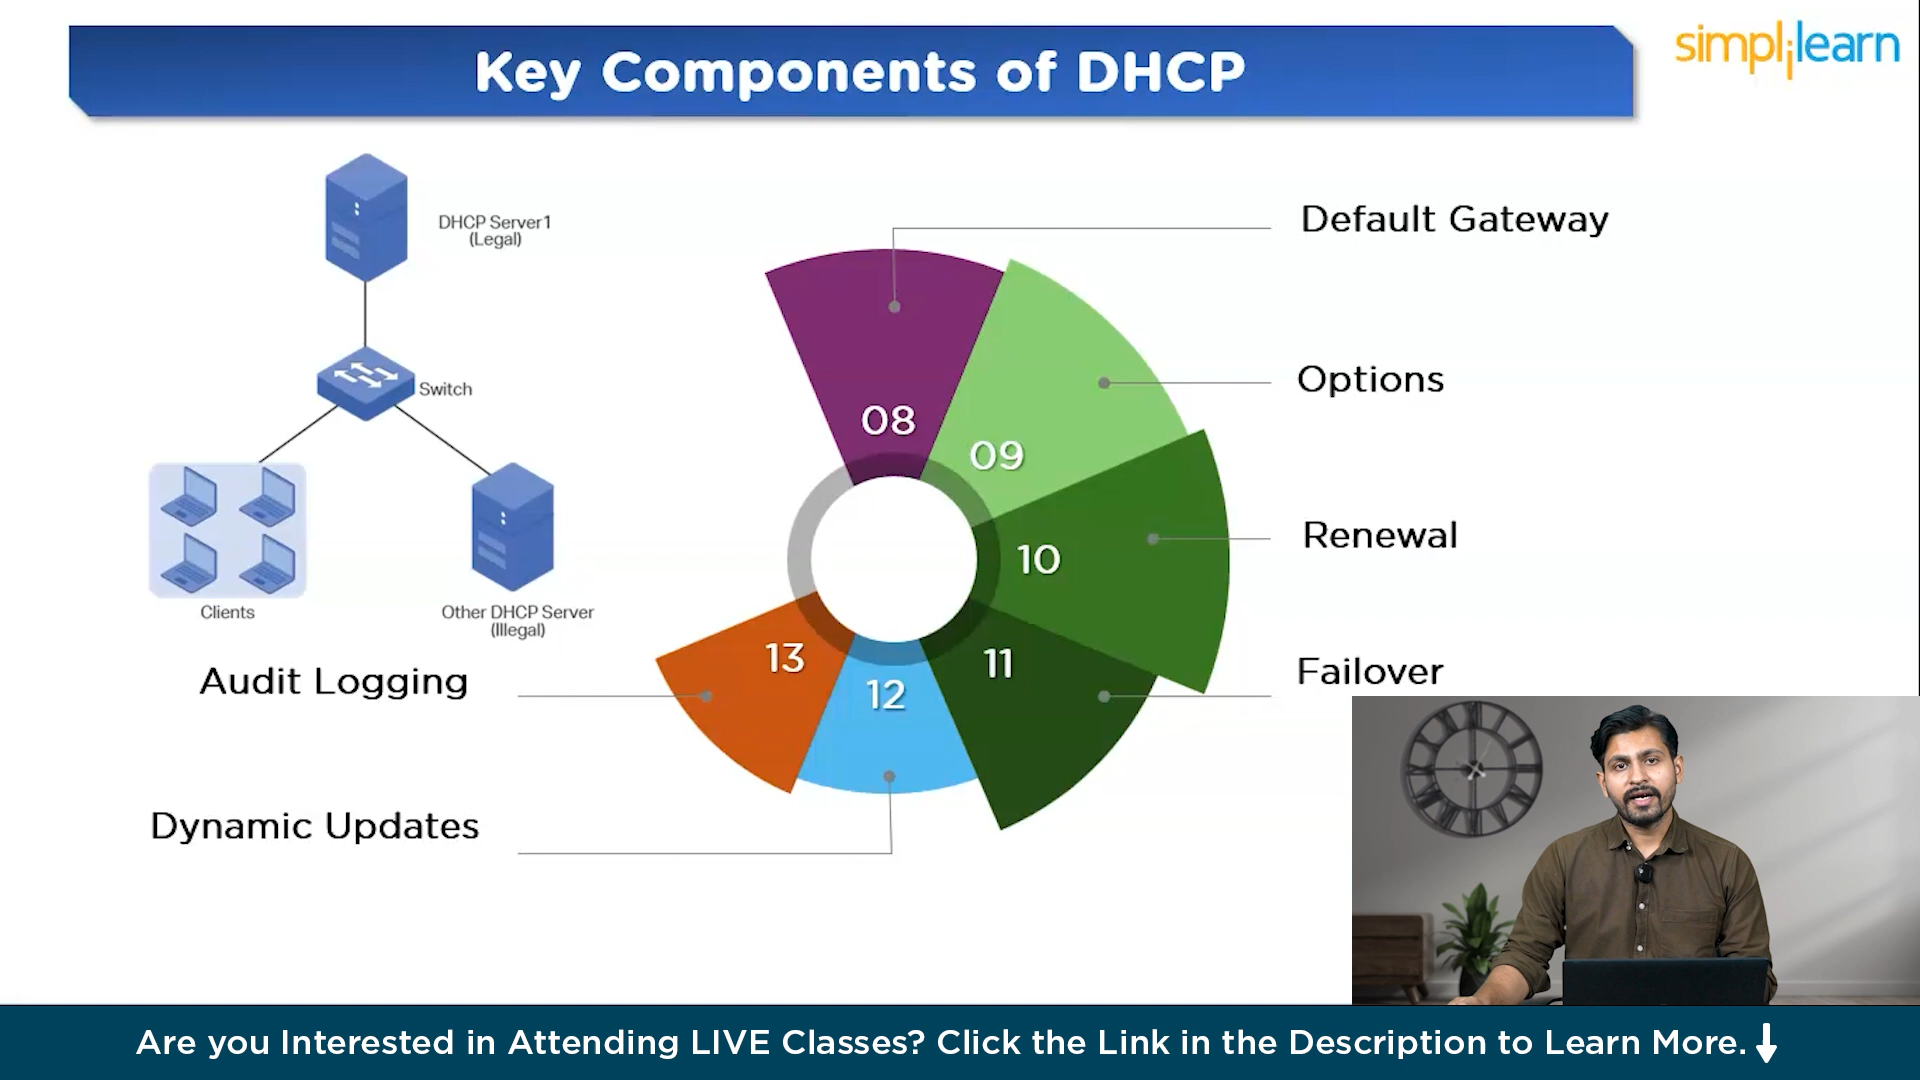 Key Components of DHCP
simplilearn
DHCP Server1
(Legal)
Switch
Clients
Other DHCP Server
(Illegal)
Default Gateway
Options
Renewal
Failover
Audit Logging
Dynamic Updates
08
09
10
11
12
13
Are you Interested in Attending LIVE Classes? Click the Link in the Description to Learn More.